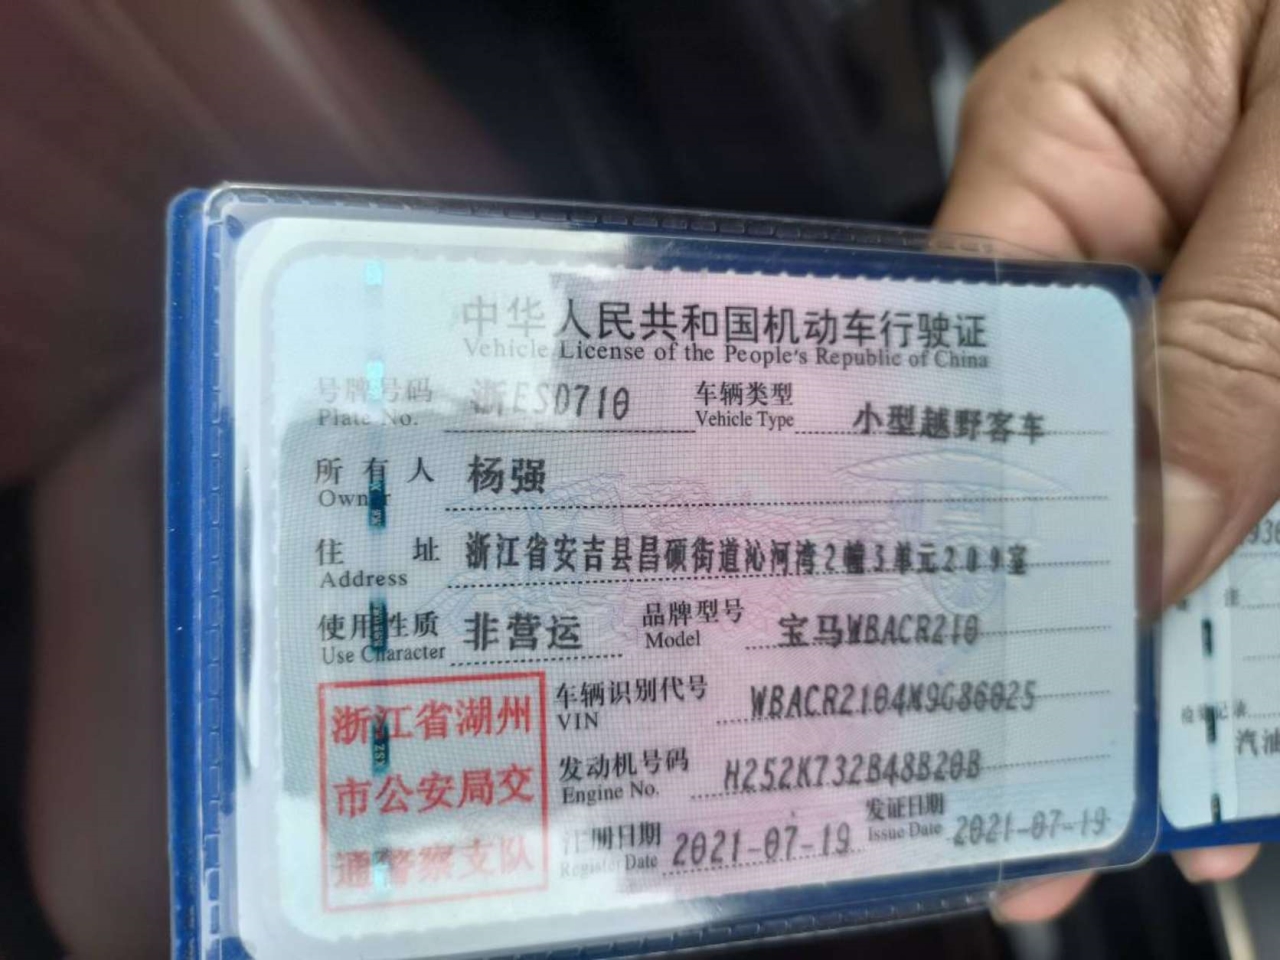 中华人民共和国机动车行驶证
Vehicle License of the People's Republic of China
号牌号码 浙ESD710 车辆类型 小型越野客车
Plate No. Vehicle Type
所有人 杨强
Owner
住址 浙江省安吉县昌硕街道沁河湾2幢3单元209室
Address
使用性质 非营运 品牌型号 宝马WBACR210
Use Character Model
浙江省湖州
市公安局交
通警察支队
车辆识别代号 WBACR2104M9G86025
VIN
发动机号码 H252K732B48B20B
Engine No.
注册日期 2021-07-19 发证日期 2021-07-19
Register Date Issue Date
汽油